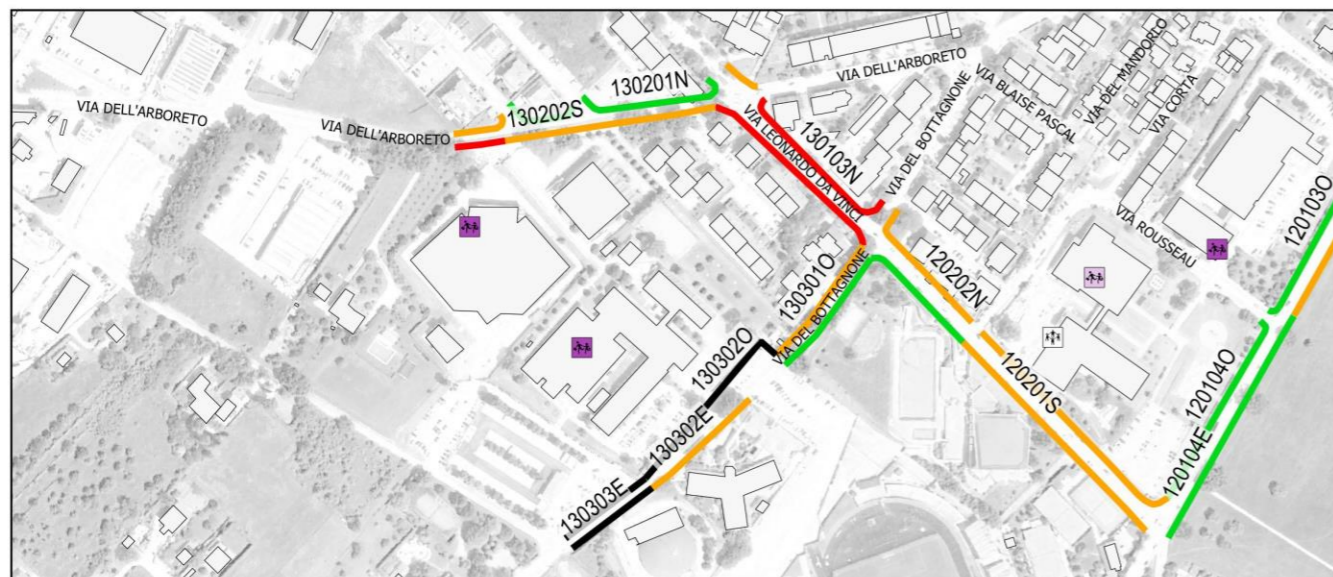 VIA DELL'ARBORETO
VIA DELL'ARBORETO
130202S
130201N
VIA DELL'ARBORETO
VIA LEONARDO DA VINCI
130103N
VIA DEL BOTTAGNONE
VIA BLAISE PASCAL
VIA DEL MANDORLO
VIA CORTA
VIA ROUSSEAU
120103O
130301O
VIA DEL BOTTAGNONE
120202N
120201S
120104O
120104E
130302O
130302E
130303E